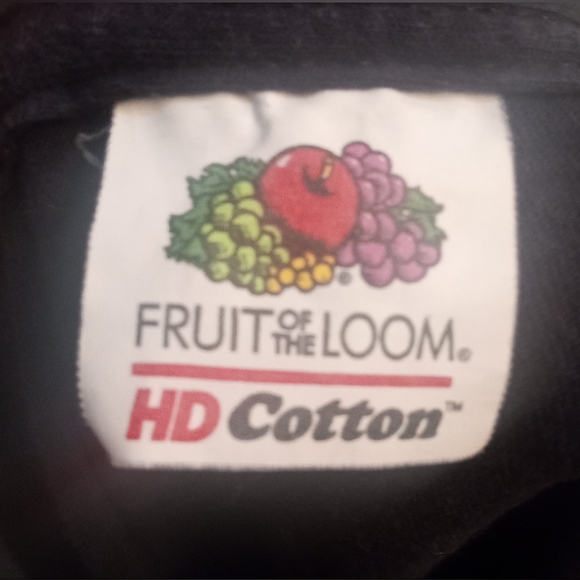 ®
FRUIT OF THE LOOM®
HD Cotton™